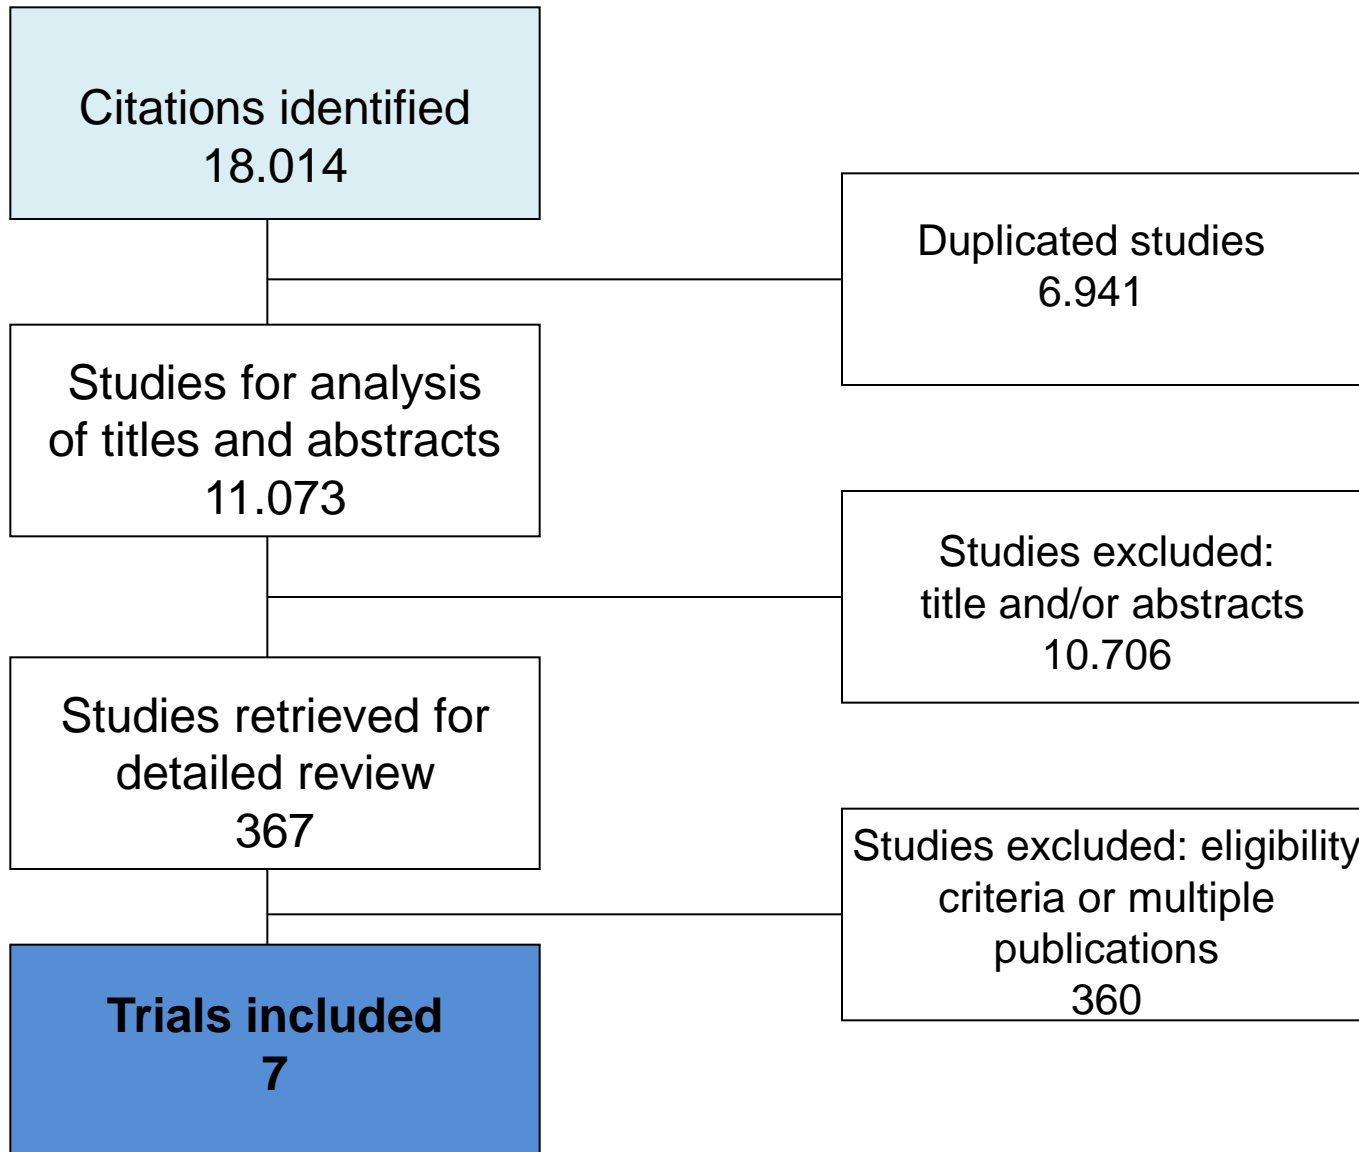 Citations identified
18.014
Duplicated studies
6.941
Studies for analysis
of titles and abstracts
11.073
Studies excluded:
title and/or abstracts
10.706
Studies retrieved for
detailed review
367
Studies excluded: eligibility
criteria or multiple
publications
360
Trials included
7